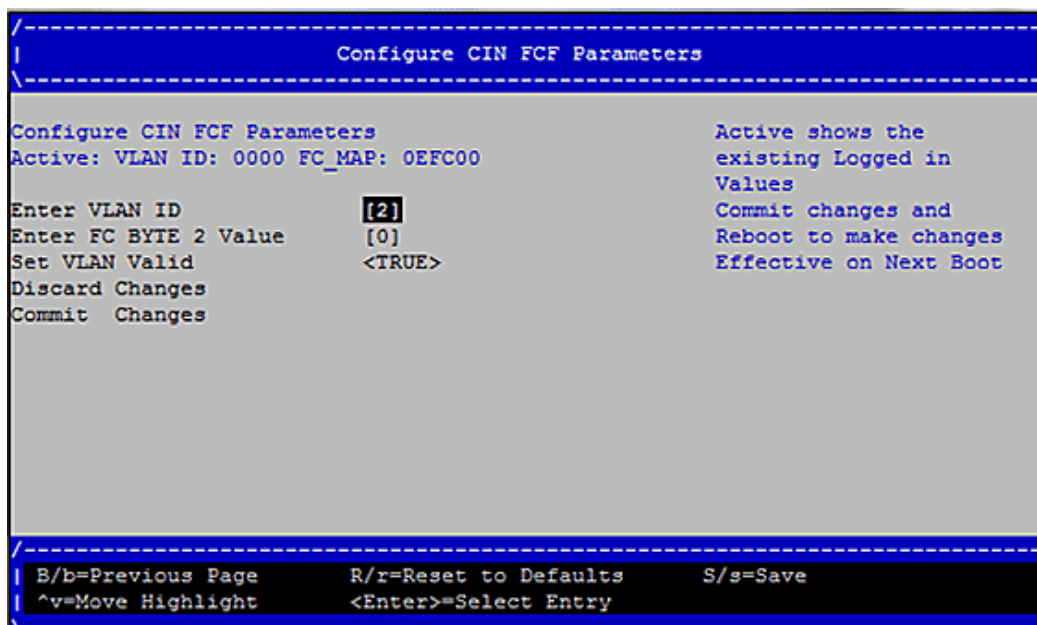 /------------------------------------------------------------------------------
| Configure CIN FCF Parameters
\------------------------------------------------------------------------------
Configure CIN FCF Parameters
Active: VLAN ID: 0000 FC_MAP: 0EFC00
Enter VLAN ID [2]
Enter FC BYTE 2 Value [0]
Set VLAN Valid <TRUE>
Discard Changes
Commit  Changes
Active shows the
existing Logged in
Values
Commit changes and
Reboot to make changes
Effective on Next Boot
/------------------------------------------------------------------------------
| B/b=Previous Page R/r=Reset to Defaults S/s=Save
| ^v=Move Highlight <Enter>=Select Entry
\